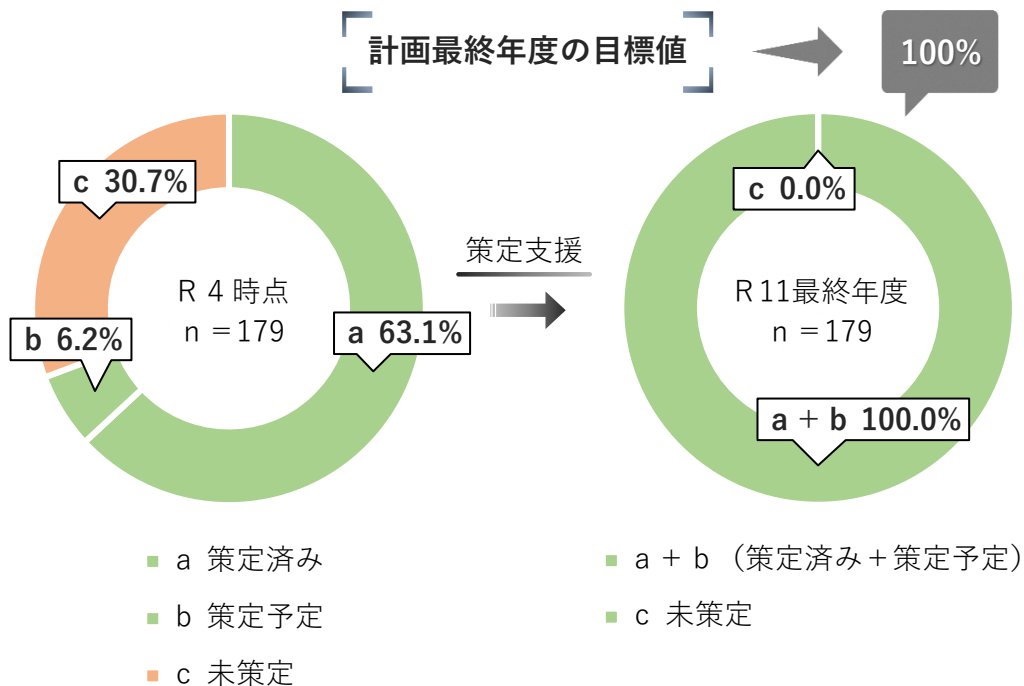 計画最終年度の目標値
100%
c 30.7%
b 6.2%
a 63.1%
R 4 時点
n =179
策定支援
c 0.0%
R 11最終年度
n =179
a + b 100.0%
a 策定済み
b 策定予定
c 未策定
a + b (策定済み+策定予定)
c 未策定